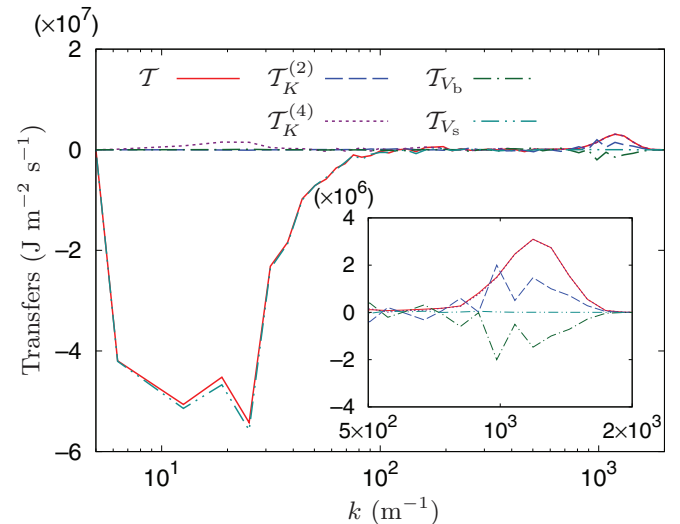 (×10⁷)
2
𝒯 𝒯_K^(2) 𝒯_{V_b}
𝒯_K^(4) 𝒯_{V_s}
0
−2
−4
−6
Transfers (J m⁻² s⁻¹)
(×10⁶)
4
2
0
−2
−4
5×10² 10³ 2×10³
10¹ 10² 10³
k (m⁻¹)